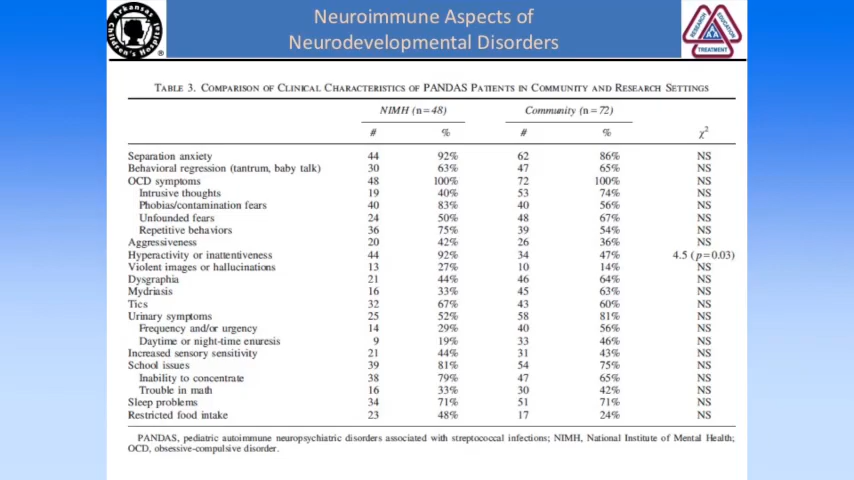 Arkansas
Children's Hospital
®
Neuroimmune Aspects of
Neurodevelopmental Disorders
RESEARCH
EDUCATION
TREATMENT
TABLE 3. COMPARISON OF CLINICAL CHARACTERISTICS OF PANDAS PATIENTS IN COMMUNITY AND RESEARCH SETTINGS
NIMH (n=48) Community (n=72)
# % # % χ2
Separation anxiety 44 92% 62 86% NS
Behavioral regression (tantrum, baby talk) 30 63% 47 65% NS
OCD symptoms 48 100% 72 100% NS
Intrusive thoughts 19 40% 53 74% NS
Phobias/contamination fears 40 83% 40 56% NS
Unfounded fears 24 50% 48 67% NS
Repetitive behaviors 36 75% 39 54% NS
Aggressiveness 20 42% 26 36% NS
Hyperactivity or inattentiveness 44 92% 34 47% 4.5 (p=0.03)
Violent images or hallucinations 13 27% 10 14% NS
Dysgraphia 21 44% 46 64% NS
Mydriasis 16 33% 45 63% NS
Tics 32 67% 43 60% NS
Urinary symptoms 25 52% 58 81% NS
Frequency and/or urgency 14 29% 40 56% NS
Daytime or night-time enuresis 9 19% 33 46% NS
Increased sensory sensitivity 21 44% 31 43% NS
School issues 39 81% 54 75% NS
Inability to concentrate 38 79% 47 65% NS
Trouble in math 16 33% 30 42% NS
Sleep problems 34 71% 51 71% NS
Restricted food intake 23 48% 17 24% NS
PANDAS, pediatric autoimmune neuropsychiatric disorders associated with streptococcal infections; NIMH, National Institute of Mental Health;
OCD, obsessive-compulsive disorder.